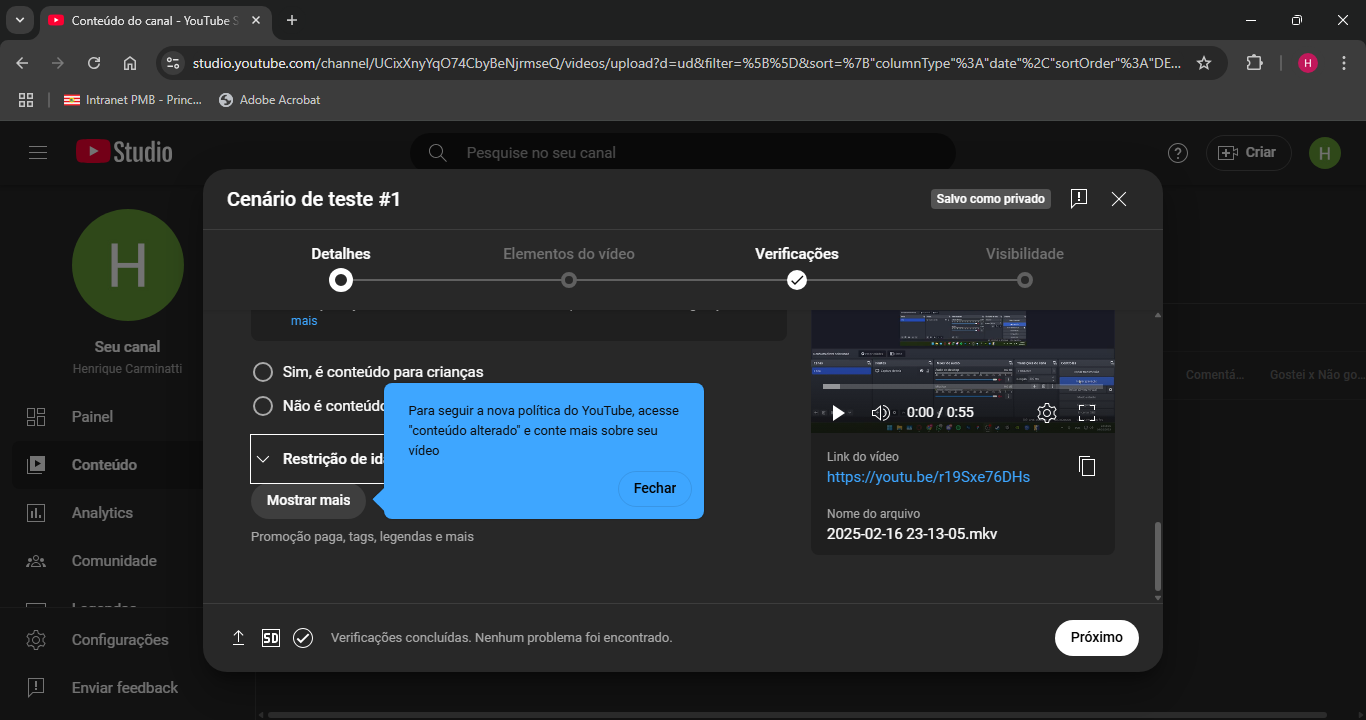 Conteúdo do canal - YouTube S
studio.youtube.com/channel/UCixXnyYqO74CbyBeNjrmseQ/videos/upload?d=ud&filter=%5B%5D&sort=%7B"columnType"%3A"date"%2C"sortOrder"%3A"DE...
H
Intranet PMB - Princ...
Adobe Acrobat
Studio
Pesquise no seu canal
Criar
H
Cenário de teste #1
Salvo como privado
Detalhes
Elementos do vídeo
Verificações
Visibilidade
H
Seu canal
Henrique Carminatti
Painel
Conteúdo
Analytics
Comunidade
Configurações
Enviar feedback
mais
Sim, é conteúdo para crianças
Não é conteúdo
Restrição de id
Mostrar mais
Promoção paga, tags, legendas e mais
Para seguir a nova política do YouTube, acesse
"conteúdo alterado" e conte mais sobre seu
vídeo
Fechar
0:00 / 0:55
Link do vídeo
https://youtu.be/r19Sxe76DHs
Nome do arquivo
2025-02-16 23-13-05.mkv
Comentá...
Gostei x Não go...
SD
Verificações concluídas. Nenhum problema foi encontrado.
Próximo